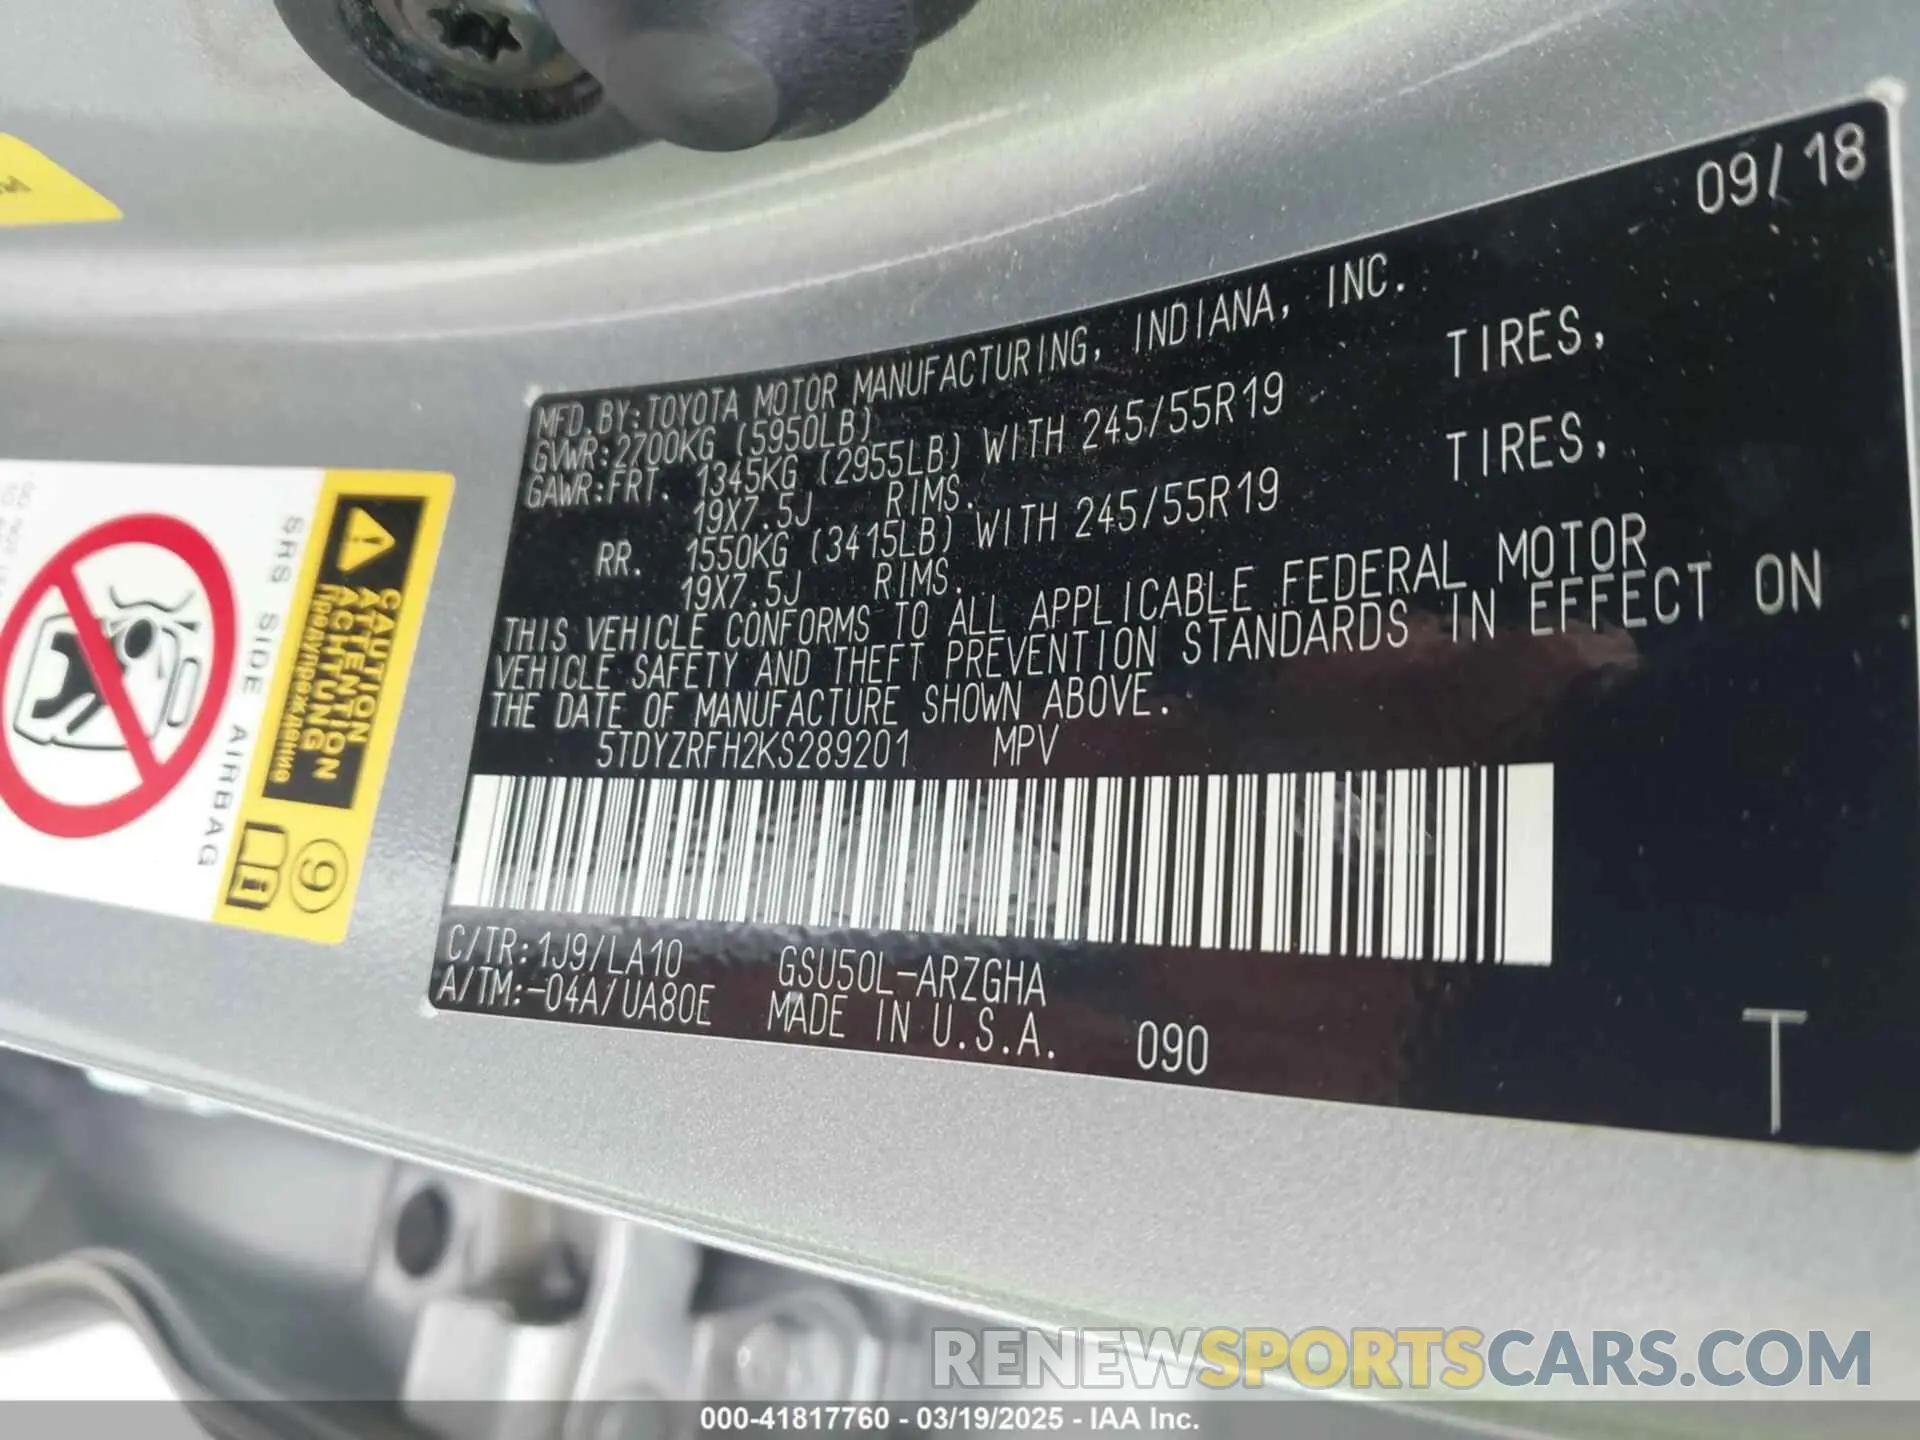 09/18
MFD.BY:TOYOTA MOTOR MANUFACTURING, INDIANA, INC.
GVWR:2700KG (5950LB)
GAWR:FRT. 1345KG (2955LB) WITH 245/55R19 TIRES,
19X7.5J RIMS.
RR. 1550KG (3415LB) WITH 245/55R19 TIRES,
19X7.5J RIMS.
THIS VEHICLE CONFORMS TO ALL APPLICABLE FEDERAL MOTOR
VEHICLE SAFETY AND THEFT PREVENTION STANDARDS IN EFFECT ON
THE DATE OF MANUFACTURE SHOWN ABOVE.
5TDYZRFH2KS289201 MPV
C/TR:1J9/LA10 GSU50L-ARZGHA
A/TM:-04A/UA80E MADE IN U.S.A. 090
T
CAUTION
ATTENTION
ACHTUNG
Предупреждение
SRS SIDE AIRBAG
9
RENEWSPORTSCARS.COM
000-41817760 - 03/19/2025 - IAA Inc.